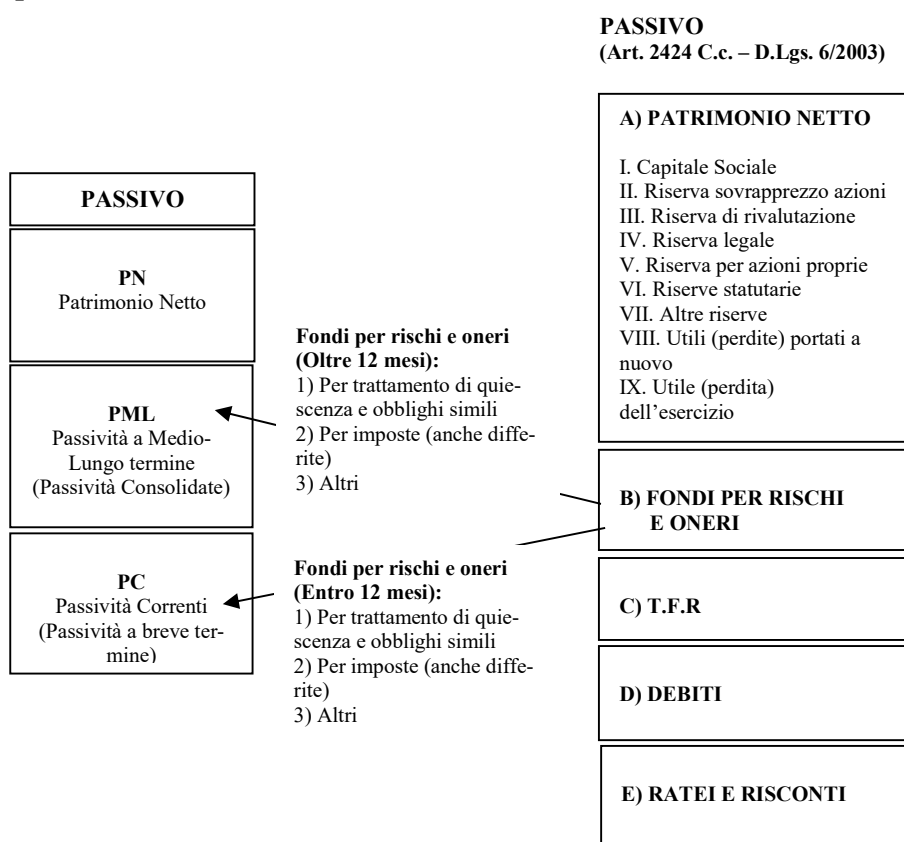 PASSIVO
(Art. 2424 C.c. – D.Lgs. 6/2003)
A) PATRIMONIO NETTO
I. Capitale Sociale
II. Riserva sovrapprezzo azioni
III. Riserva di rivalutazione
IV. Riserva legale
V. Riserva per azioni proprie
VI. Riserve statutarie
VII. Altre riserve
VIII. Utili (perdite) portati a
nuovo
IX. Utile (perdita)
dell’esercizio
B) FONDI PER RISCHI
E ONERI
C) T.F.R
D) DEBITI
E) RATEI E RISCONTI
PASSIVO
PN
Patrimonio Netto
PML
Passività a Medio-
Lungo termine
(Passività Consolidate)
PC
Passività Correnti
(Passività a breve ter-
mine)
Fondi per rischi e oneri
(Oltre 12 mesi):
1) Per trattamento di quie-
scenza e obblighi simili
2) Per imposte (anche diffe-
rite)
3) Altri
Fondi per rischi e oneri
(Entro 12 mesi):
1) Per trattamento di quie-
scenza e obblighi simili
2) Per imposte (anche diffe-
rite)
3) Altri